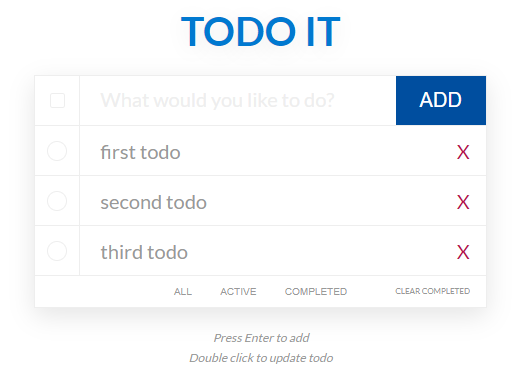 TODO IT
What would you like to do?
ADD
first todo
X
second todo
X
third todo
X
ALL ACTIVE COMPLETED CLEAR COMPLETED
Press Enter to add
Double click to update todo